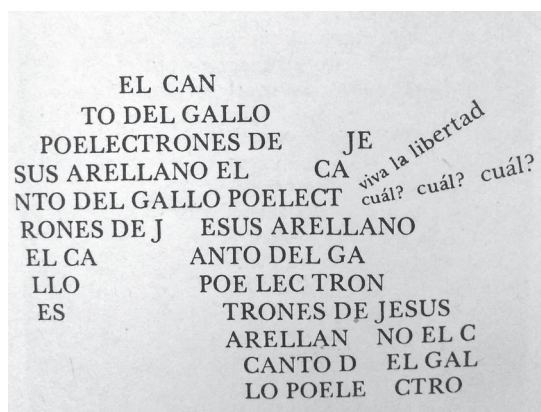 EL CAN
TO DEL GALLO
POELECTRONES DE JE
SUS ARELLANO EL CA
viva la libertad
NTO DEL GALLO POELECT
cuál? cuál? cuál?
RONES DE J ESUS ARELLANO
EL CA ANTO DEL GA
LLO POE LEC TRON
ES TRONES DE JESUS
ARELLAN NO EL C
CANTO D EL GAL
LO POELE CTRO